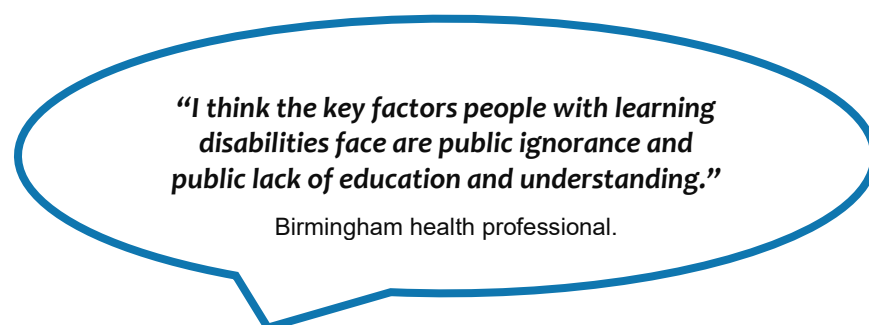 “I think the key factors people with learning
disabilities face are public ignorance and
public lack of education and understanding.”
Birmingham health professional.